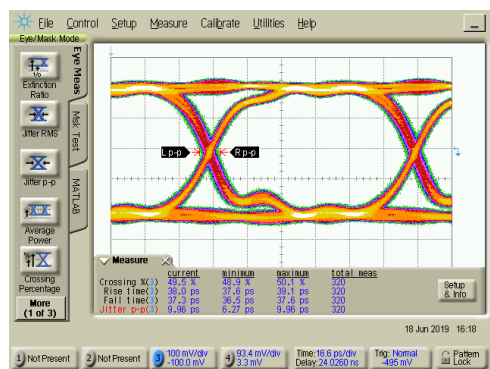 File Control Setup Measure Calibrate Utilities Help
Eye/Mask Mode
Extinction
Ratio
Jitter RMS
Jitter p-p
Average
Power
Crossing
Percentage
More
(1 of 3)
Eye Meas
Msk Test
MATLAB
L p-p
R p-p
Measure
current minimum maximum total meas
Crossing %(3) 49.5 % 48.9 % 50.1 % 320
Rise time(3) 38.0 ps 37.6 ps 39.1 ps 320
Fall time(3) 37.3 ps 36.5 ps 37.6 ps 320
Jitter p-p(3) 9.96 ps 6.27 ps 9.96 ps 320
Setup
& Info
18 Jun 2019 16:18
1) Not Present
2) Not Present
3) 100 mV/div
-100.0 mV
4) 93.4 mV/div
3.3 mV
Time:16.6 ps/div
Delay:24.0260 ns
Trig: Normal
-495 mV
Pattern
Lock